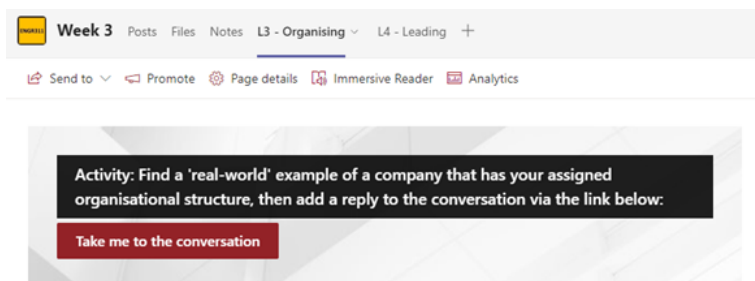 Week 3 Posts Files Notes L3 - Organising L4 - Leading
Send to Promote Page details Immersive Reader Analytics
Activity: Find a 'real-world' example of a company that has your assigned
organisational structure, then add a reply to the conversation via the link below:
Take me to the conversation